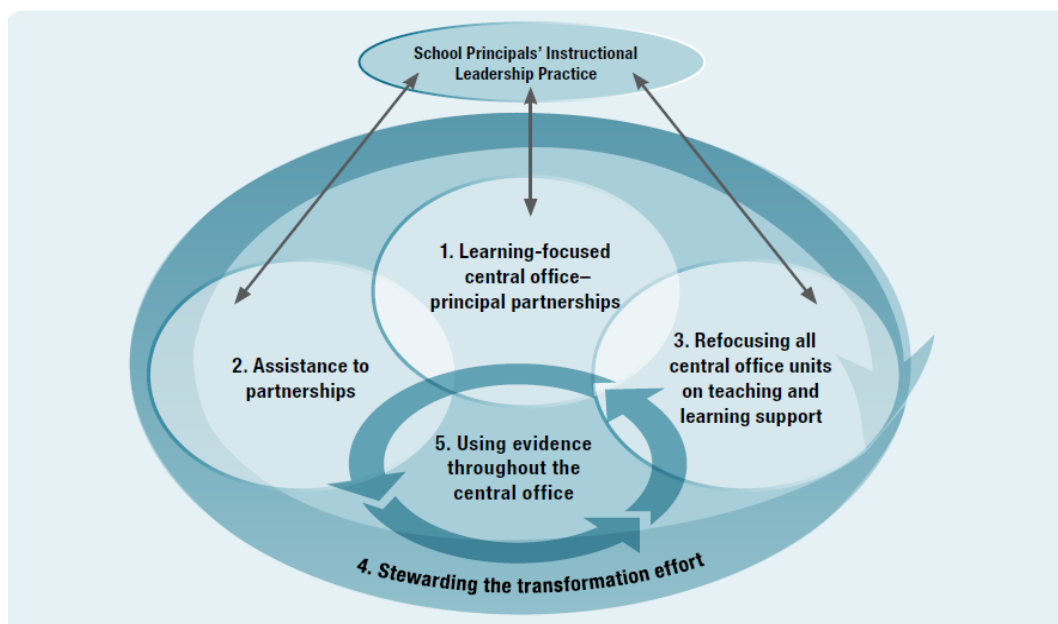 School Principals’ Instructional
Leadership Practice
1. Learning-focused
central office–
principal partnerships
2. Assistance to
partnerships
3. Refocusing all
central office units
on teaching and
learning support
5. Using evidence
throughout the
central office
4. Stewarding the transformation effort